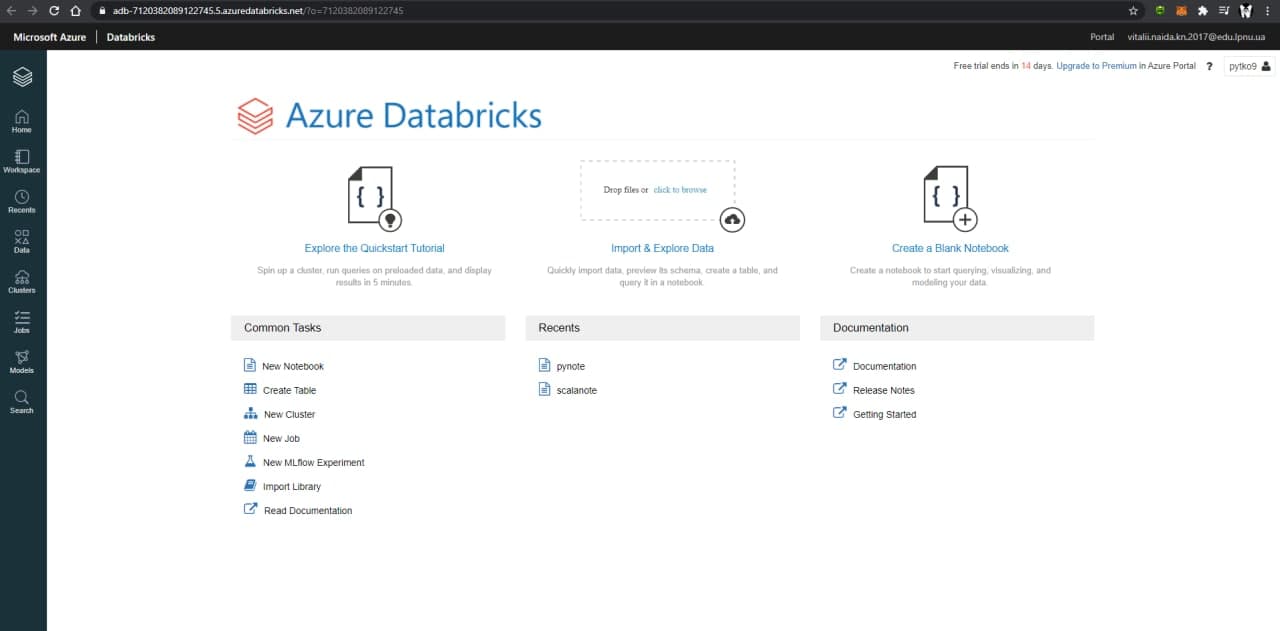 adb-7120382089122745.5.azuredatabricks.net/?o=7120382089122745
Microsoft Azure | Databricks
Portal vitalii.naida.kn.2017@edu.lpnu.ua
Free trial ends in 14 days. Upgrade to Premium in Azure Portal ? pytko9
Home
Workspace
Recents
Data
Clusters
Jobs
Models
Search
Azure Databricks
{ }
Explore the Quickstart Tutorial
Spin up a cluster, run queries on preloaded data, and display
results in 5 minutes.
Drop files or click to browse
Import & Explore Data
Quickly import data, preview its schema, create a table, and
query it in a notebook.
{ }
Create a Blank Notebook
Create a notebook to start querying, visualizing, and
modeling your data.
Common Tasks
New Notebook
Create Table
New Cluster
New Job
New MLflow Experiment
Import Library
Read Documentation
Recents
pynote
scalanote
Documentation
Documentation
Release Notes
Getting Started